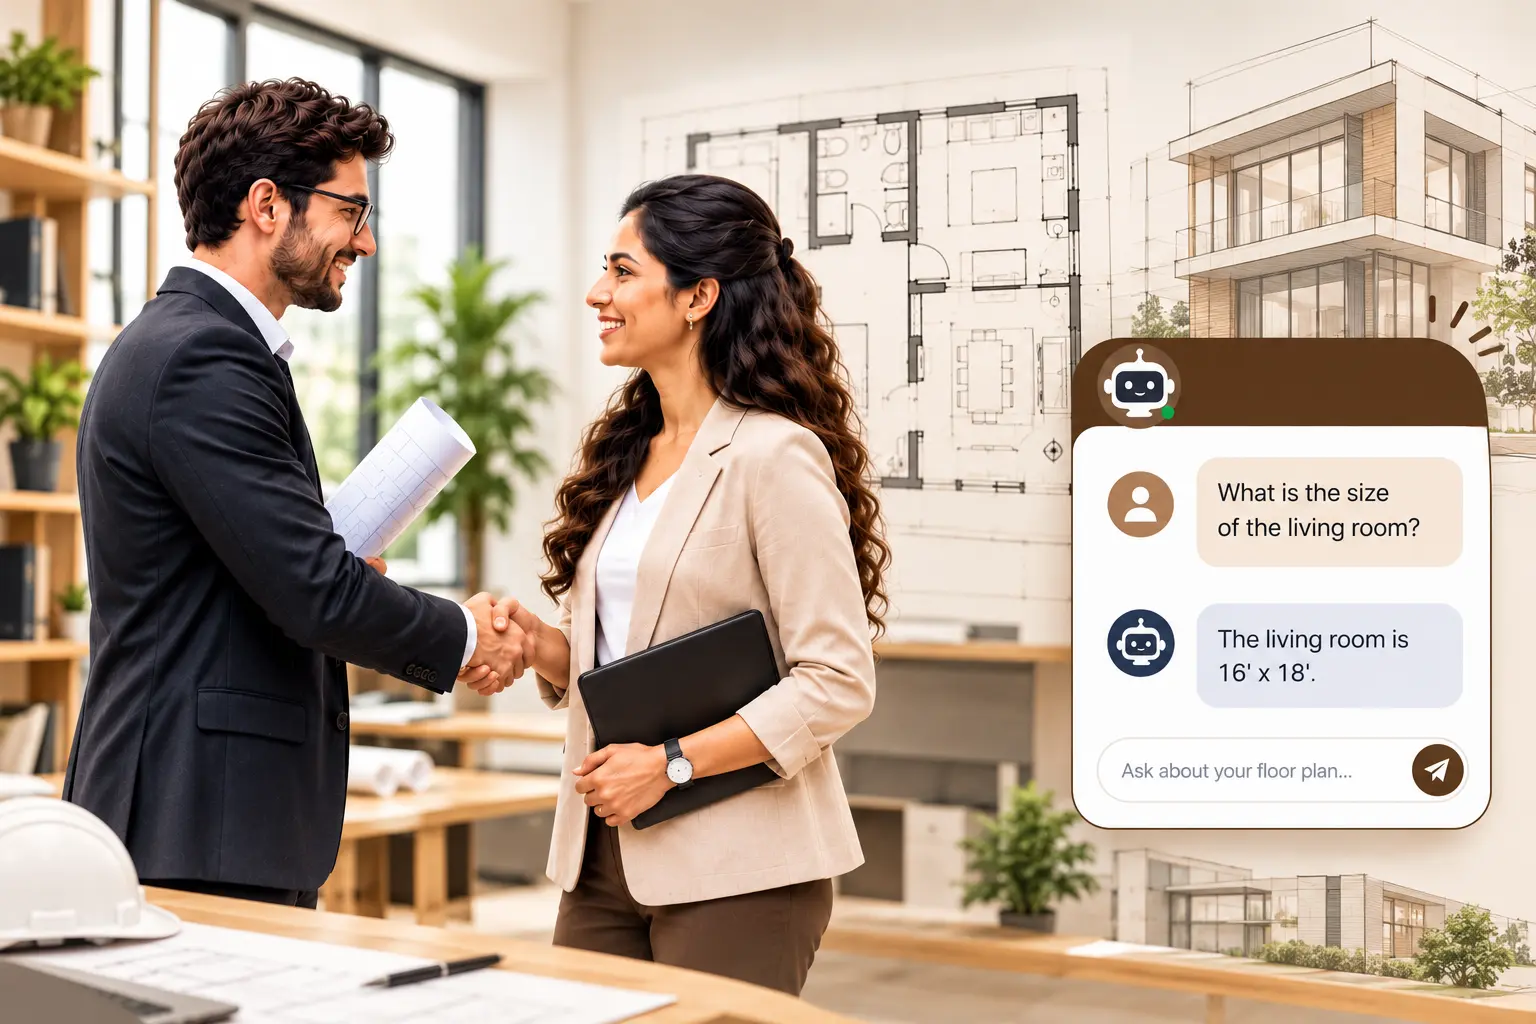 What is the size
of the living room?
The living room is
16' x 18'.
Ask about your floor plan...